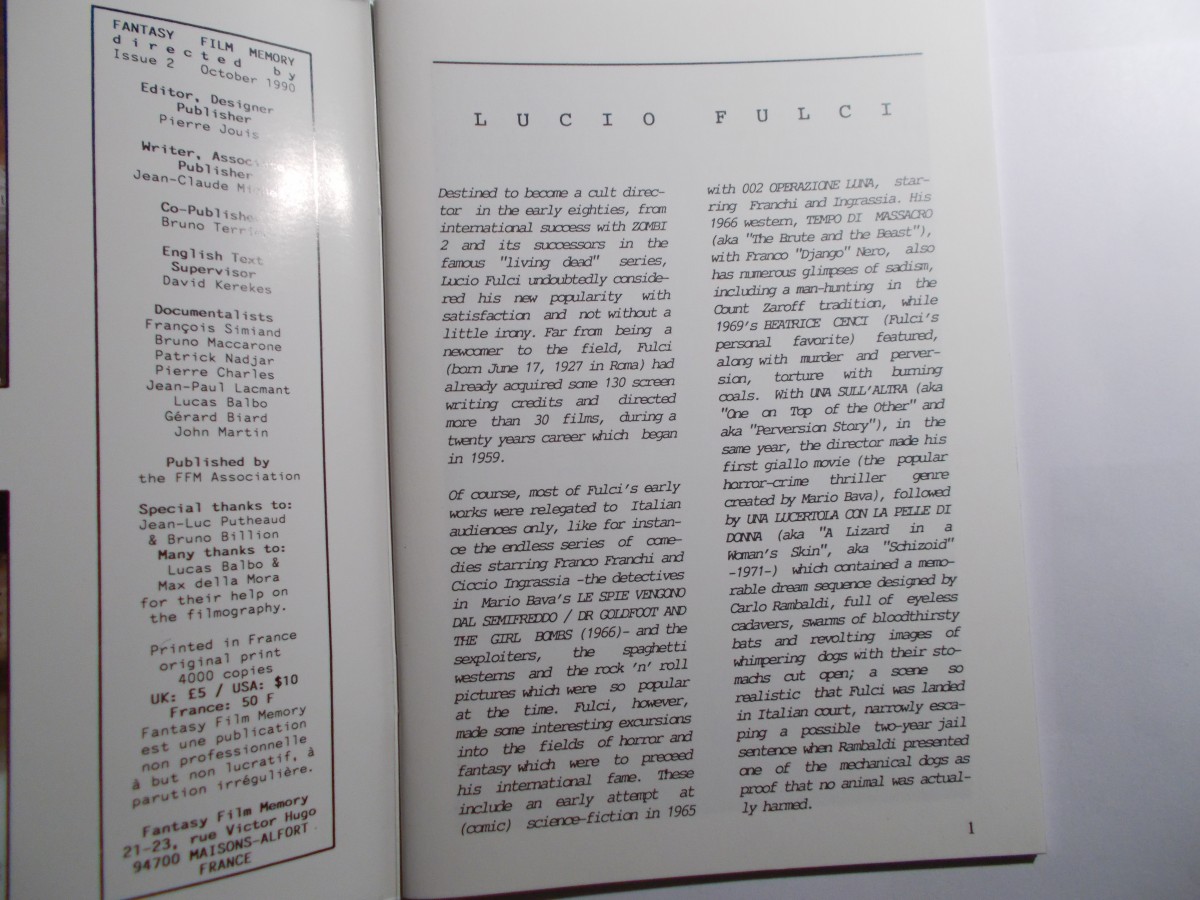 FANTASY FILM MEMORY
directed by
Issue 2 October 1990
Editor, Designer
Publisher
Pierre Jouis
Writer, Associ
Publisher
Jean-Claude
Co-Publishe
Bruno
English Text
Supervisor
David Kerekes
Documentalists
François Simiand
Bruno Maccarone
Patrick Nadjar
Pierre Charles
Jean-Paul Lacmant
Lucas Balbo
Gérard Biard
John Martin
Published by
the FFM Association
Special thanks to:
Jean-Luc Putheaud
& Bruno Billion
Many thanks to:
Lucas Balbo &
Max della Mora
for their help on
the filmography.
Printed in France
original print
4000 copies
UK: £5 / USA: $10
France: 50 F
Fantasy Film Memory
est une publication
non professionnelle
à but non lucratif, à
parution irrégulière.
Fantasy Film Memory
21-23, rue Victor Hugo
94700 MAISONS-ALFORT
FRANCE
LUCIO FULCI
Destined to become a cult direc-
tor in the early eighties, from
international success with ZOMBI
2 and its successors in the
famous "living dead" series,
Lucio Fulci undoubtedly conside-
red his new popularity with
satisfaction and not without a
little irony. Far from being a
newcomer to the field, Fulci
(born June 17, 1927 in Roma) had
already acquired some 130 screen
writing credits and directed
more than 30 films, during a
twenty years career which began
in 1959.
Of course, most of Fulci's early
works were relegated to Italian
audiences only, like for instan-
ce the endless series of come-
dies starring Franco Franchi and
Ciccio Ingrassia -the detectives
in Mario Bava's LE SPIE VENGONO
DAL SEMIFREDDO / DR GOLDFOOT AND
THE GIRL BOMBS (1966)- and the
sexploiters, the spaghetti
westerns and the rock 'n' roll
pictures which were so popular
at the time. Fulci, however,
made some interesting excursions
into the fields of horror and
fantasy which were to preceed
his international fame. These
include an early attempt at
(comic) science-fiction in 1965
with 002 OPERAZIONE LUNA, star-
ring Franchi and Ingrassia. His
1966 western, TEMPO DI MASSACRO
(aka "The Brute and the Beast"),
with Franco "Django" Nero, also
has numerous glimpses of sadism,
including a man-hunting in the
Count Zaroff tradition, while
1969's BEATRICE CENCI (Fulci's
personal favorite) featured,
along with murder and perver-
sion, torture with burning
coals. With UNA SULL'ALTRA (aka
"One on Top of the Other" and
aka "Perversion Story"), in the
same year, the director made his
first giallo movie (the popular
horror-crime thriller genre
created by Mario Bava), followed
by UNA LUCERTOLA CON LA PELLE DI
DONNA (aka "A Lizard in a
Woman's Skin", aka "Schizoid"
-1971-) which contained a memo-
rable dream sequence designed by
Carlo Rambaldi, full of eyeless
cadavers, swarms of bloodthirsty
bats and revolting images of
whimpering dogs with their sto-
machs cut open; a scene so
realistic that Fulci was landed
in Italian court, narrowly esca-
ping a possible two-year jail
sentence when Rambaldi presented
one of the mechanical dogs as
proof that no animal was actual-
ly harmed.
1